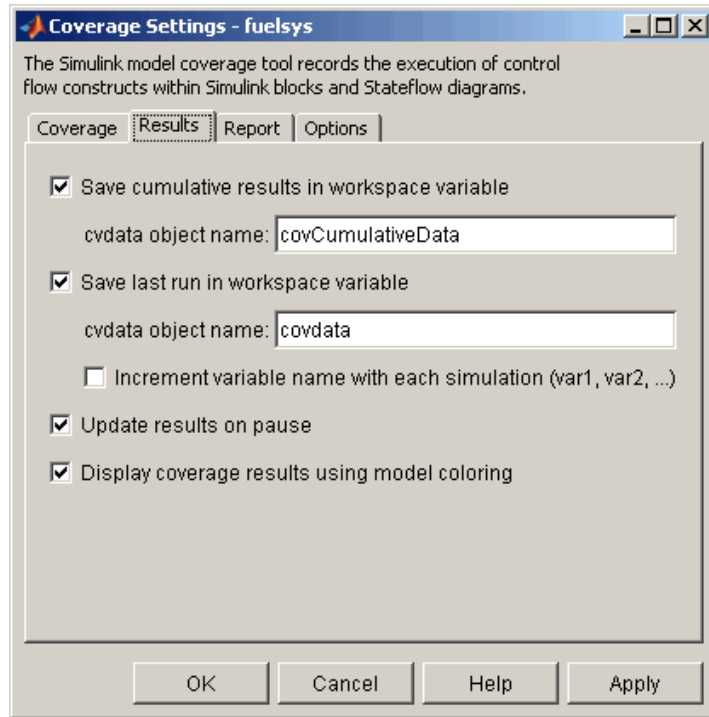 Coverage Settings - fuelsys
The Simulink model coverage tool records the execution of control
flow constructs within Simulink blocks and Stateflow diagrams.
Coverage Results Report Options
Save cumulative results in workspace variable
cvdata object name: covCumulativeData
Save last run in workspace variable
cvdata object name: covdata
Increment variable name with each simulation (var1, var2, ...)
Update results on pause
Display coverage results using model coloring
OK Cancel Help Apply